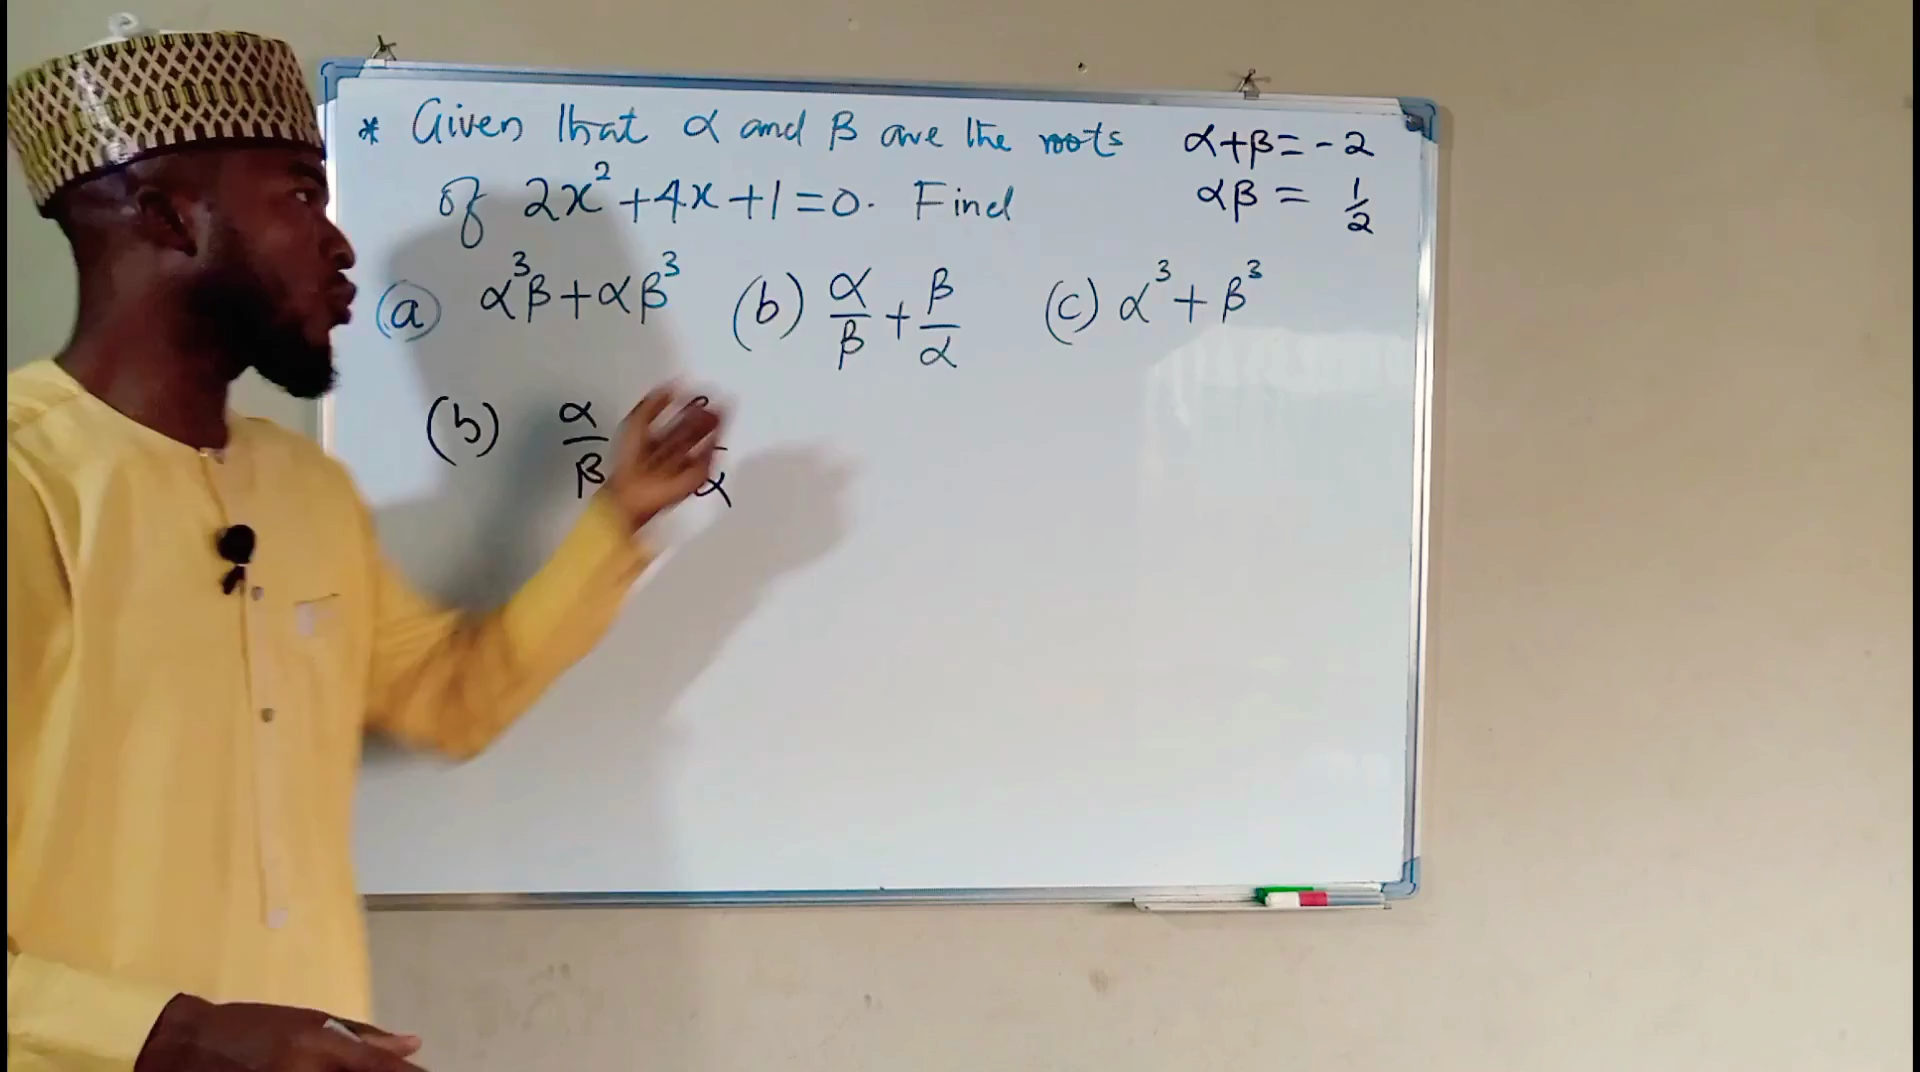 * Given that α and β are the roots
of 2x² + 4x + 1 = 0. Find
α + β = -2
αβ = 1/2
(a) α³β + αβ³ (b) α/β + β/α (c) α³ + β³
(b) α/β α